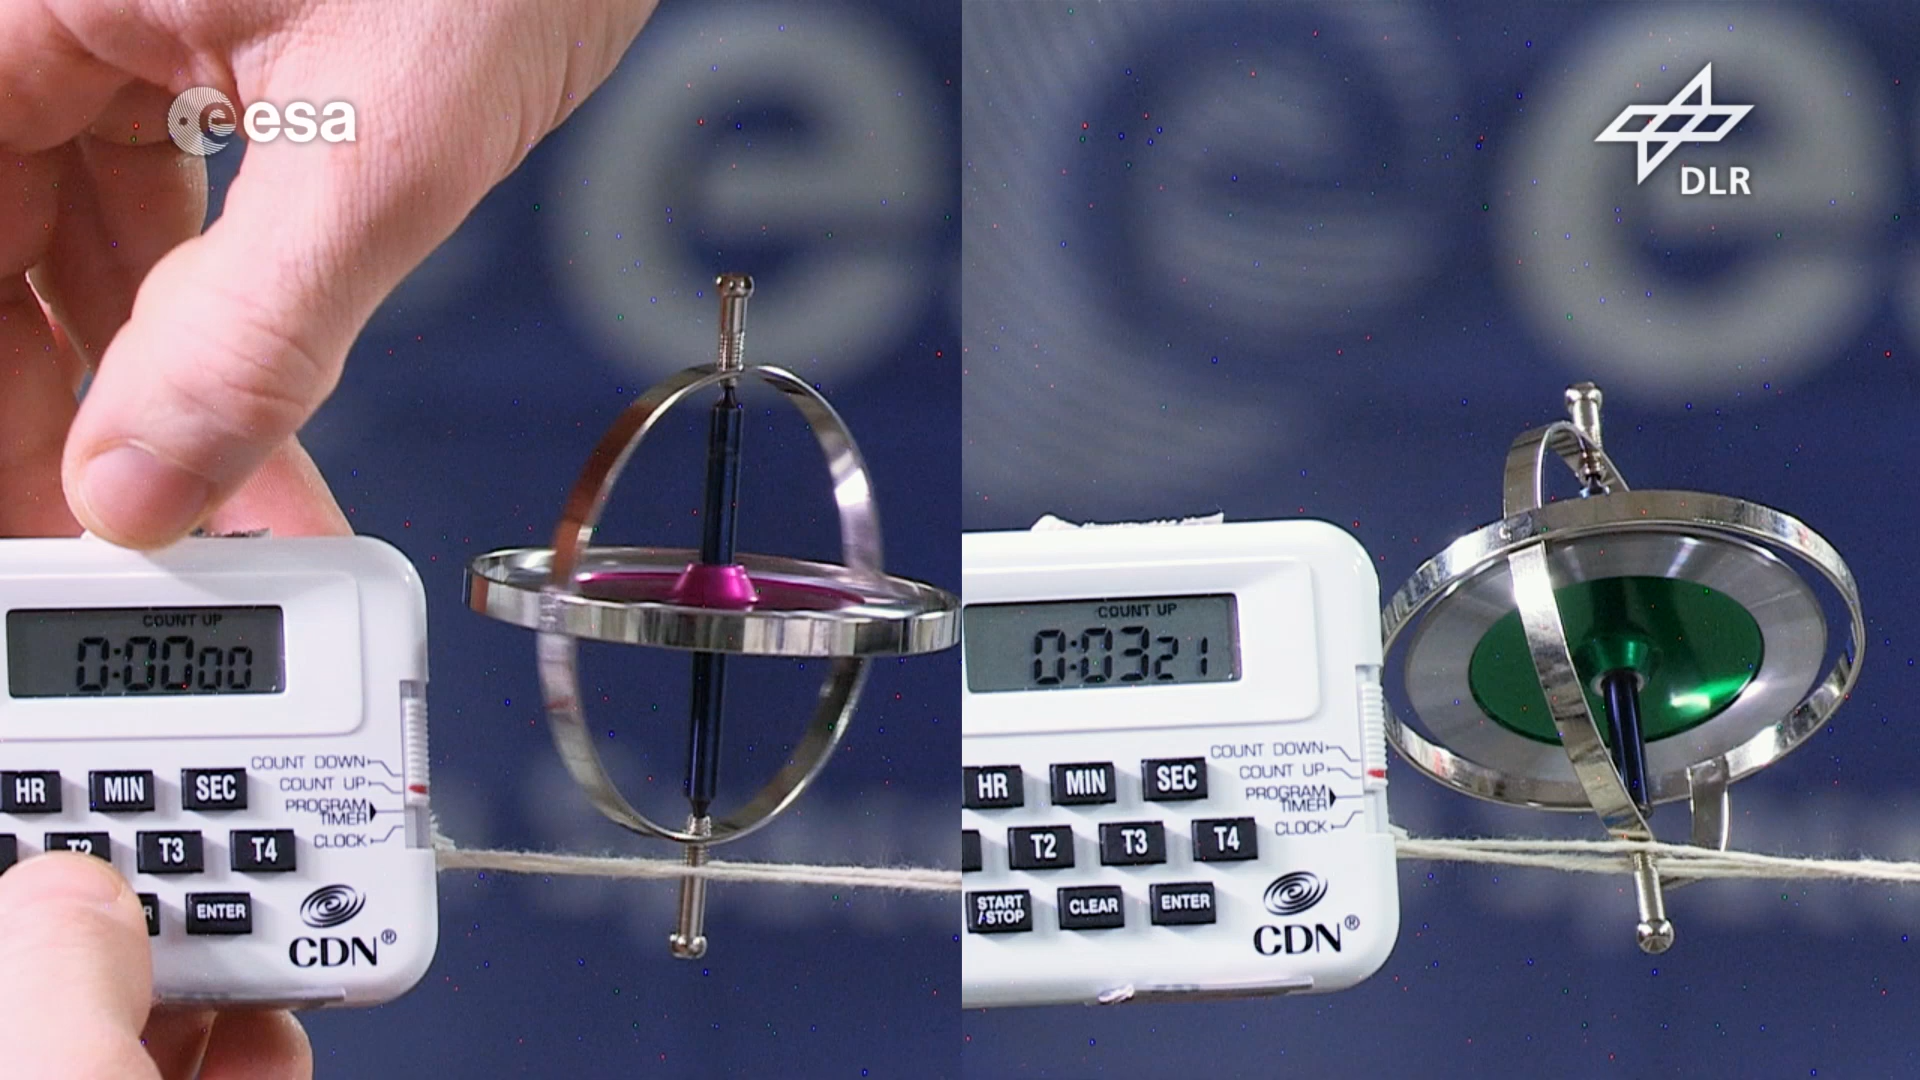 esa
COUNT UP
0:00 00
COUNT DOWN
COUNT UP
PROGRAM
TIMER
CLOCK
HR MIN SEC
T2 T3 T4
ENTER
CDN®
e
DLR
e e
COUNT UP
0:03 21
COUNT DOWN
COUNT UP
PROGRAM
TIMER
CLOCK
HR MIN SEC
T2 T3 T4
START
/STOP
CLEAR
ENTER
CDN®